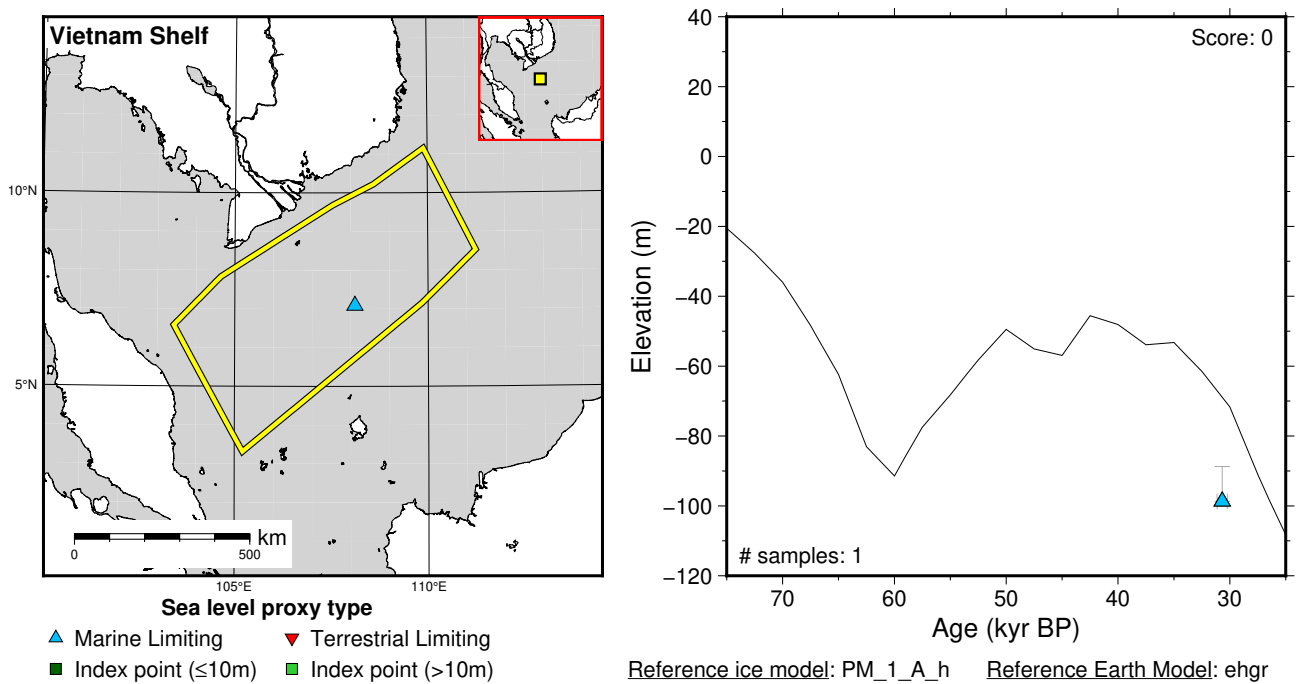 Vietnam Shelf
10°N
5°N
105°E
110°E
km
0
500
Sea level proxy type
Marine Limiting
Terrestrial Limiting
Index point (≤10m)
Index point (>10m)
Score: 0
40
20
0
−20
−40
−60
−80
−100
−120
Elevation (m)
# samples: 1
70
60
50
40
30
Age (kyr BP)
Reference ice model: PM_1_A_h
Reference Earth Model: ehgr